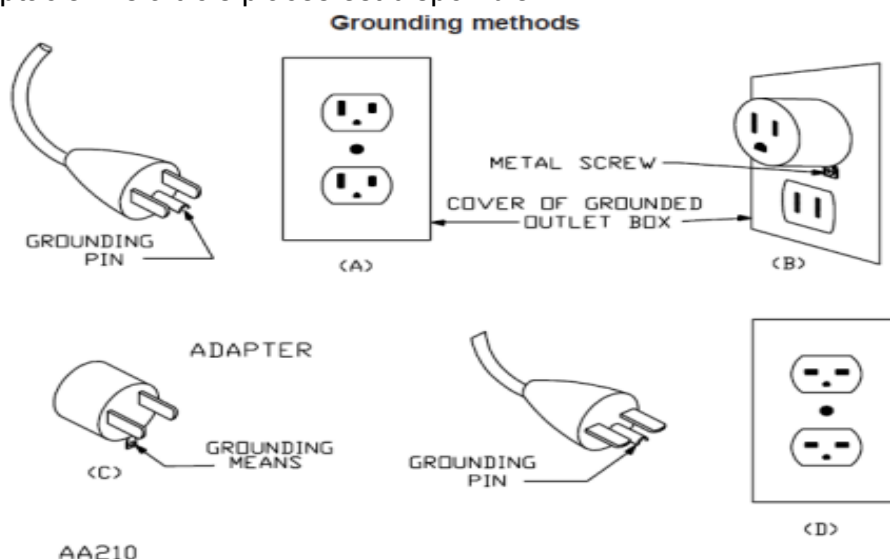 Grounding methods
METAL SCREW
COVER OF GROUNDED
OUTLET BOX
GROUNDING
PIN
(A)
(B)
ADAPTER
GROUNDING
MEANS
(C)
GROUNDING
PIN
(D)
AA210